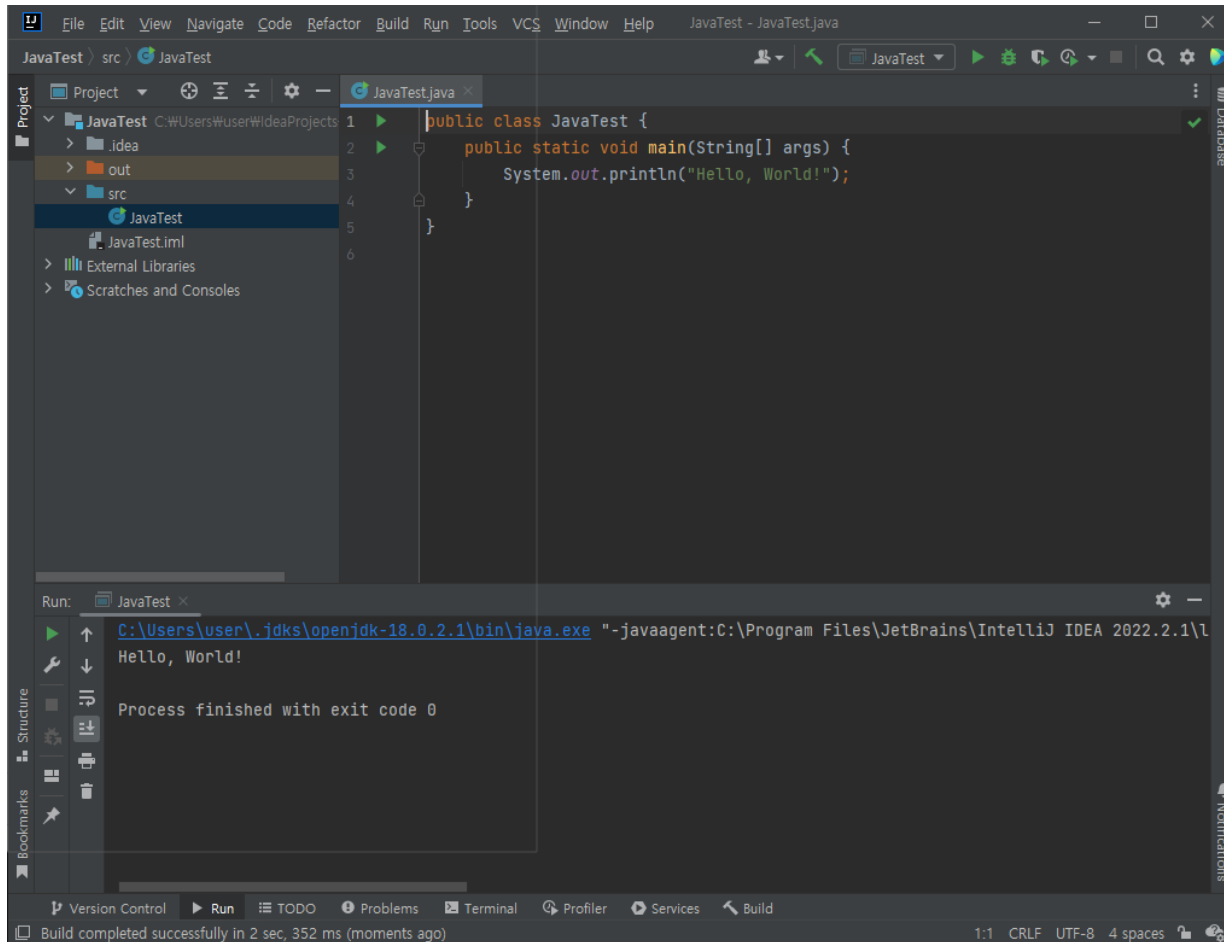 File Edit View Navigate Code Refactor Build Run Tools VCS Window Help JavaTest - JavaTest.java
JavaTest src JavaTest
JavaTest
Project
Project
JavaTest.java
JavaTest C:₩Users₩user₩IdeaProjects
.idea
out
src
JavaTest
JavaTest.iml
External Libraries
Scratches and Consoles
1 public class JavaTest {
2 public static void main(String[] args) {
3 System.out.println("Hello, World!");
4 }
5 }
6
Database
Run: JavaTest
C:\Users\user\.jdks\openjdk-18.0.2.1\bin\java.exe "-javaagent:C:\Program Files\JetBrains\IntelliJ IDEA 2022.2.1\l
Hello, World!
Process finished with exit code 0
Structure
Bookmarks
Notifications
Version Control Run TODO Problems Terminal Profiler Services Build
Build completed successfully in 2 sec, 352 ms (moments ago) 1:1 CRLF UTF-8 4 spaces